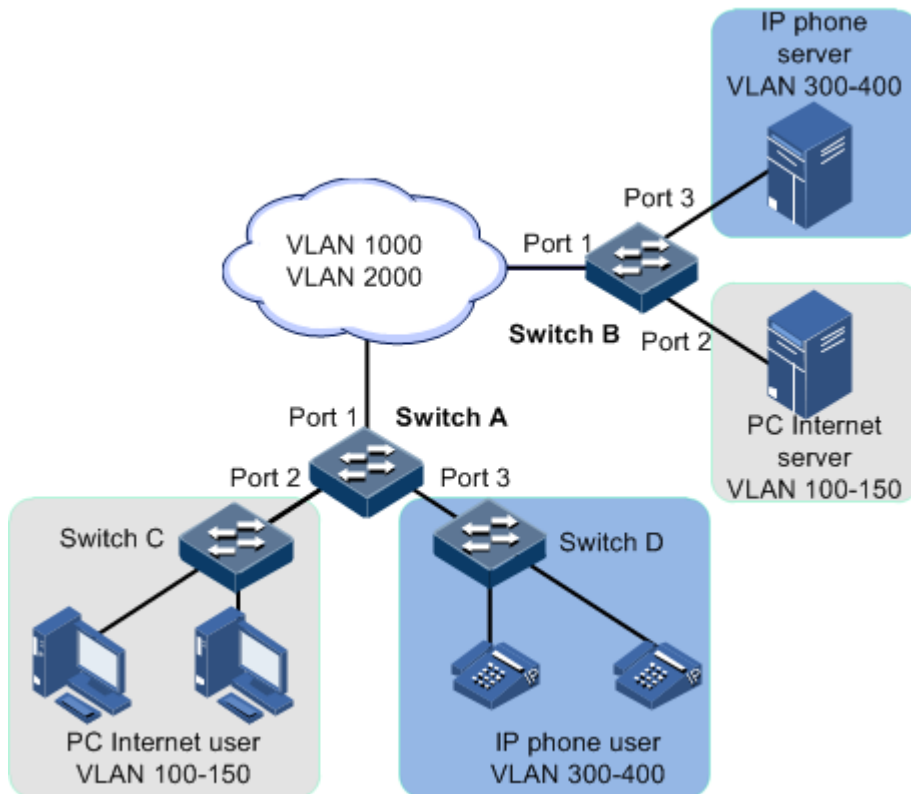 IP phone
server
VLAN 300-400
Port 3
VLAN 1000
VLAN 2000
Port 1
Switch B
Port 2
PC Internet
server
VLAN 100-150
Port 1
Switch A
Port 2
Port 3
Switch C
Switch D
IP
IP
PC Internet user
VLAN 100-150
IP phone user
VLAN 300-400